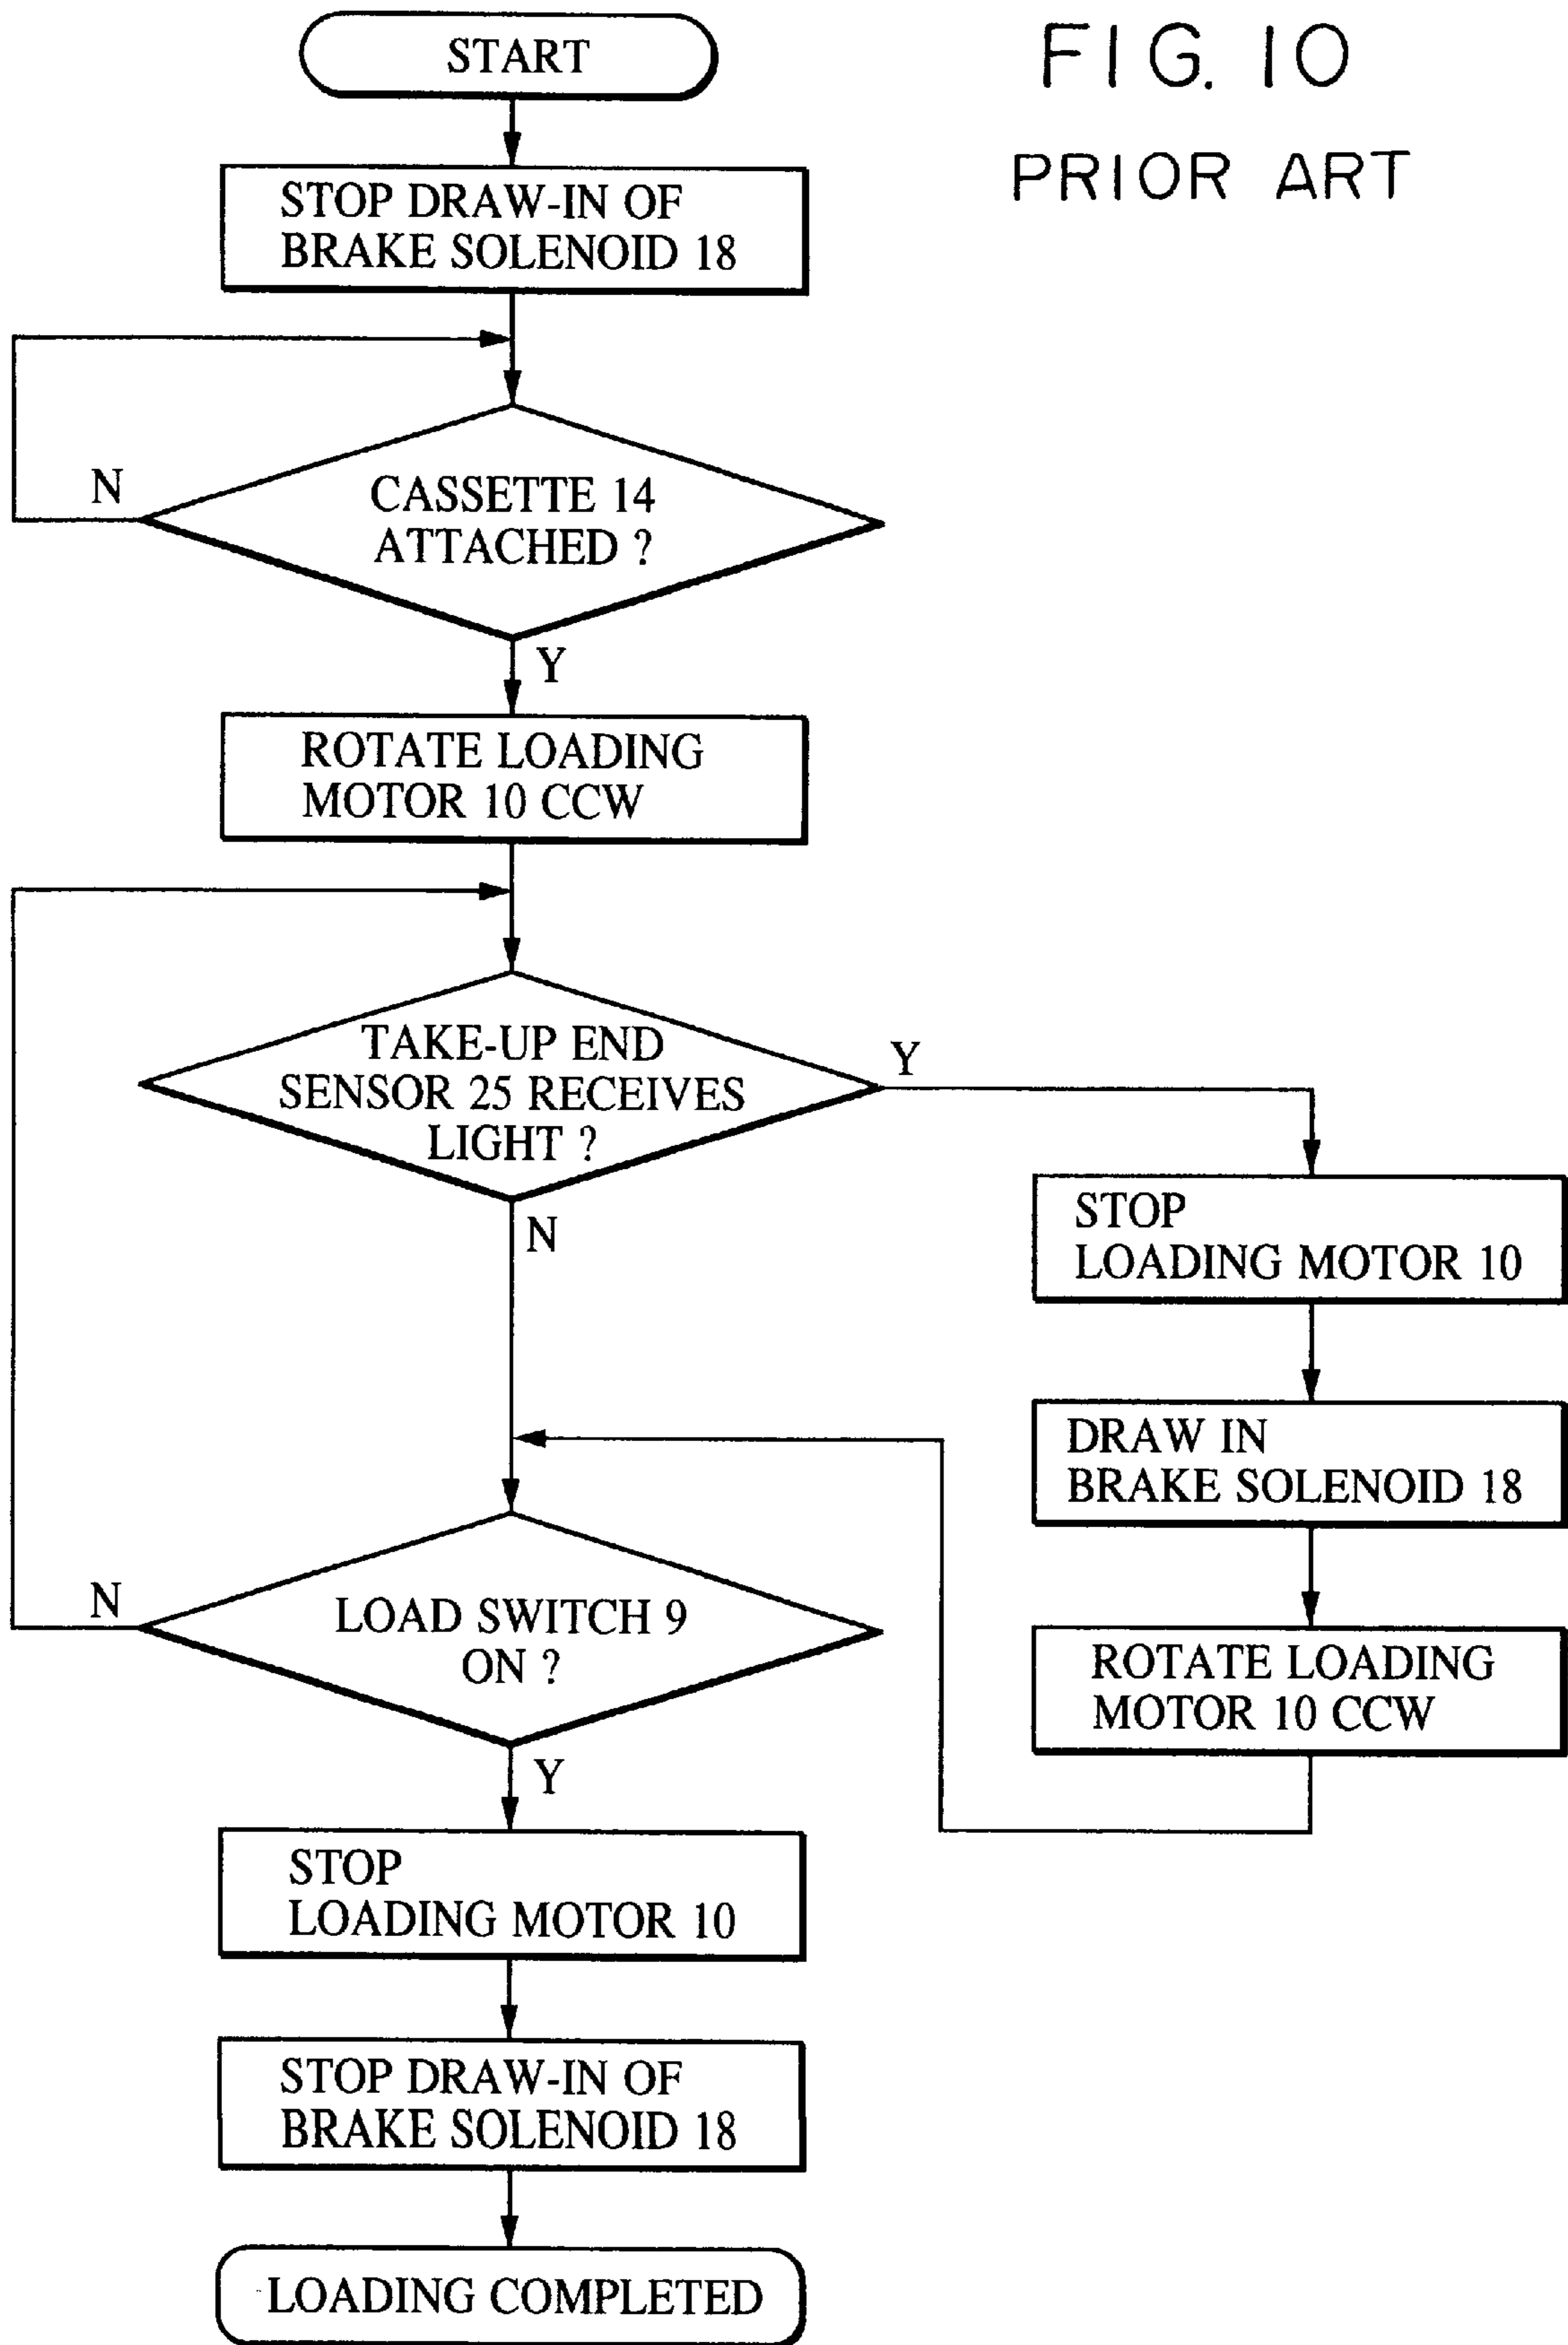 START
FIG. 10
PRIOR ART
STOP DRAW-IN OF
BRAKE SOLENOID 18
N
CASSETTE 14
ATTACHED ?
Y
ROTATE LOADING
MOTOR 10 CCW
TAKE-UP END
SENSOR 25 RECEIVES
LIGHT ?
Y
N
STOP
LOADING MOTOR 10
DRAW IN
BRAKE SOLENOID 18
ROTATE LOADING
MOTOR 10 CCW
N
LOAD SWITCH 9
ON ?
Y
STOP
LOADING MOTOR 10
STOP DRAW-IN OF
BRAKE SOLENOID 18
LOADING COMPLETED